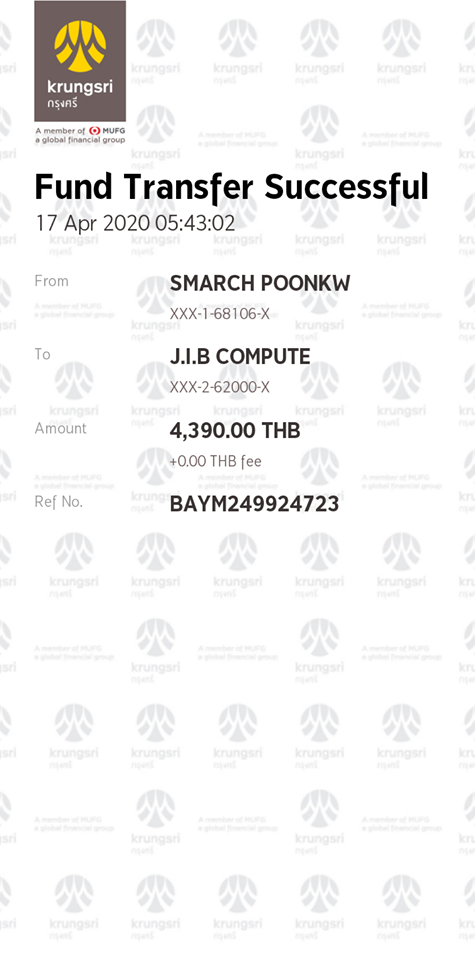 krungsri
กรุงศรี
A member of MUFG
a global financial group
Fund Transfer Successful
17 Apr 2020 05:43:02
From
SMARCH POONKW
XXX-1-68106-X
To
J.I.B COMPUTE
XXX-2-62000-X
Amount
4,390.00 THB
+0.00 THB fee
Ref No.
BAYM249924723